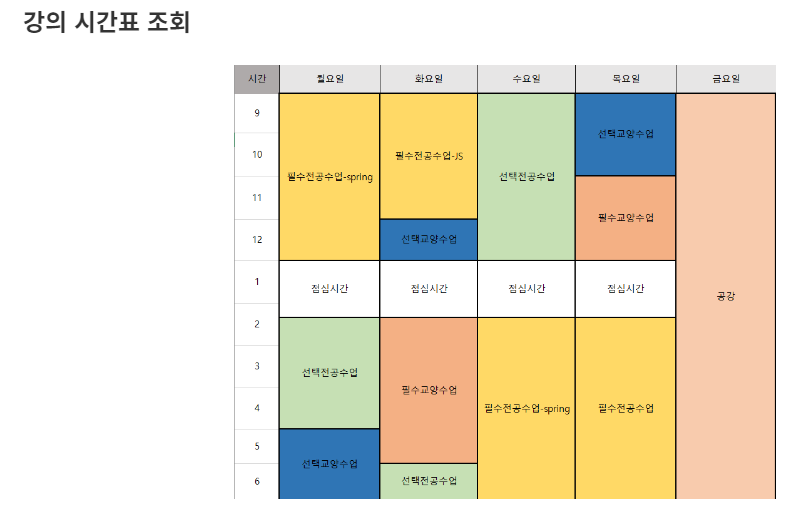 강의 시간표 조회
시간 월요일 화요일 수요일 목요일 금요일
9
선택교양수업
10
필수전공수업-JS
필수전공수업-spring
선택전공수업
11
필수교양수업
12
선택교양수업
1
점심시간 점심시간 점심시간 점심시간
공강
2
3
선택전공수업
필수교양수업
4
필수전공수업-spring
필수전공수업
5
선택교양수업
6
선택전공수업